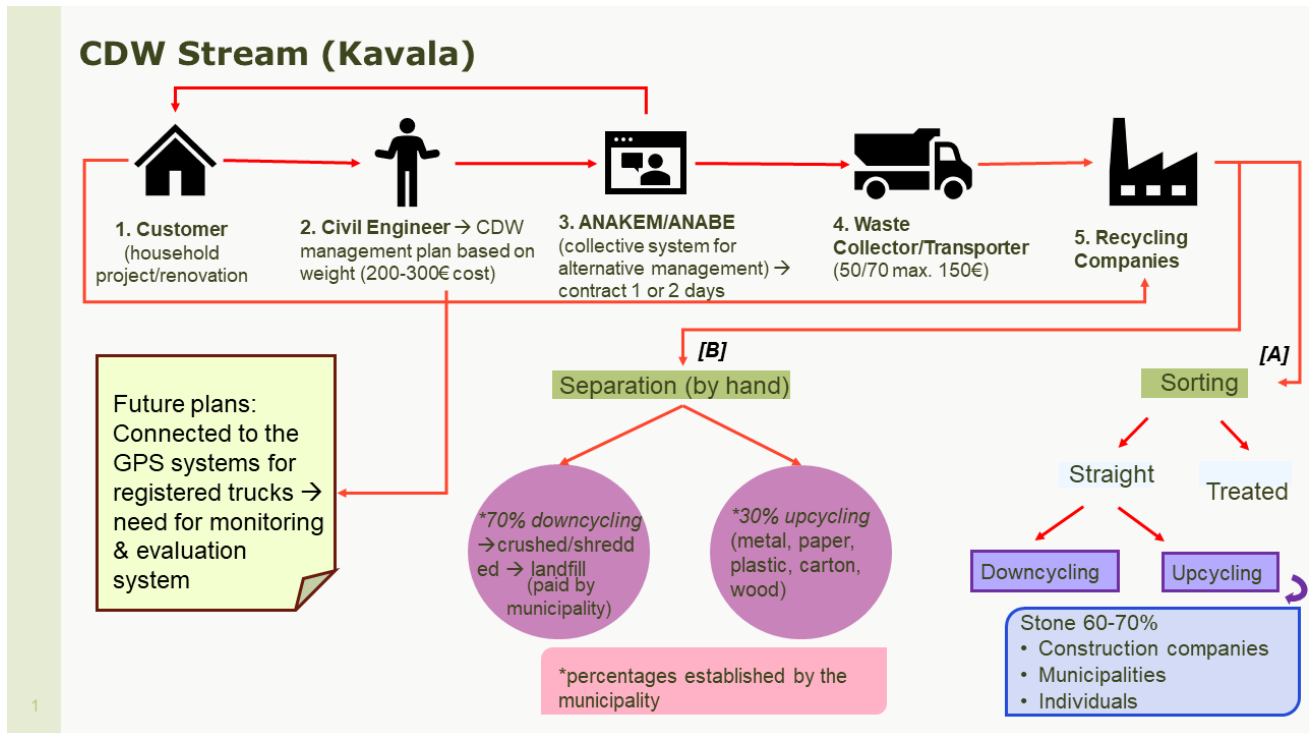 CDW Stream (Kavala)
1. Customer
(household
project/renovation
2. Civil Engineer → CDW
management plan based on
weight (200-300€ cost)
3. ANAKEM/ANABE
(collective system for
alternative management) →
contract 1 or 2 days
4. Waste
Collector/Transporter
(50/70 max. 150€)
5. Recycling
Companies
Future plans:
Connected to the
GPS systems for
registered trucks →
need for monitoring
& evaluation
system
[B]
Separation (by hand)
*70% downcycling
→crushed/shredd
ed → landfill
(paid by
municipality)
*30% upcycling
(metal, paper,
plastic, carton,
wood)
*percentages established by the
municipality
[A]
Sorting
Straight
Treated
Downcycling
Upcycling
Stone 60-70%
• Construction companies
• Municipalities
• Individuals
1